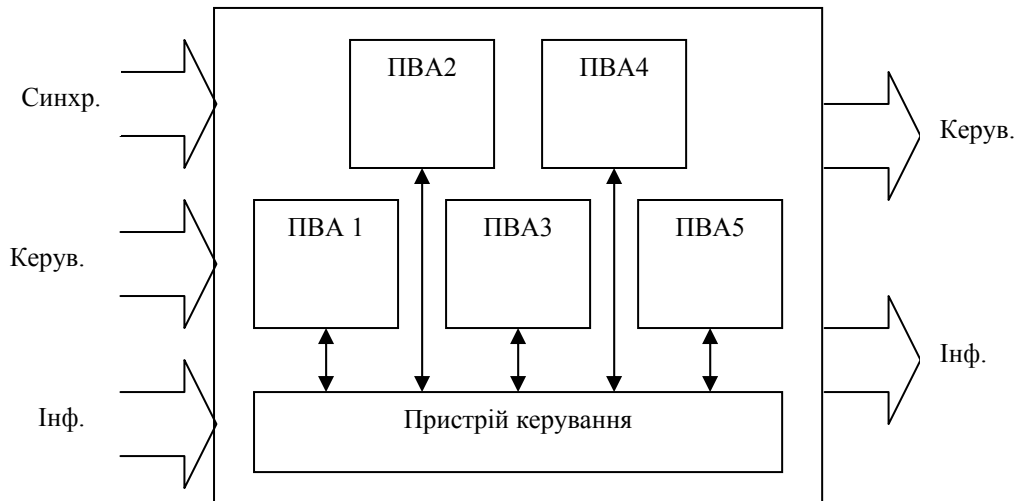 ПВА2
ПВА4
Синхр.
Керув.
ПВА 1
ПВА3
ПВА5
Керув.
Інф.
Інф.
Пристрій керування